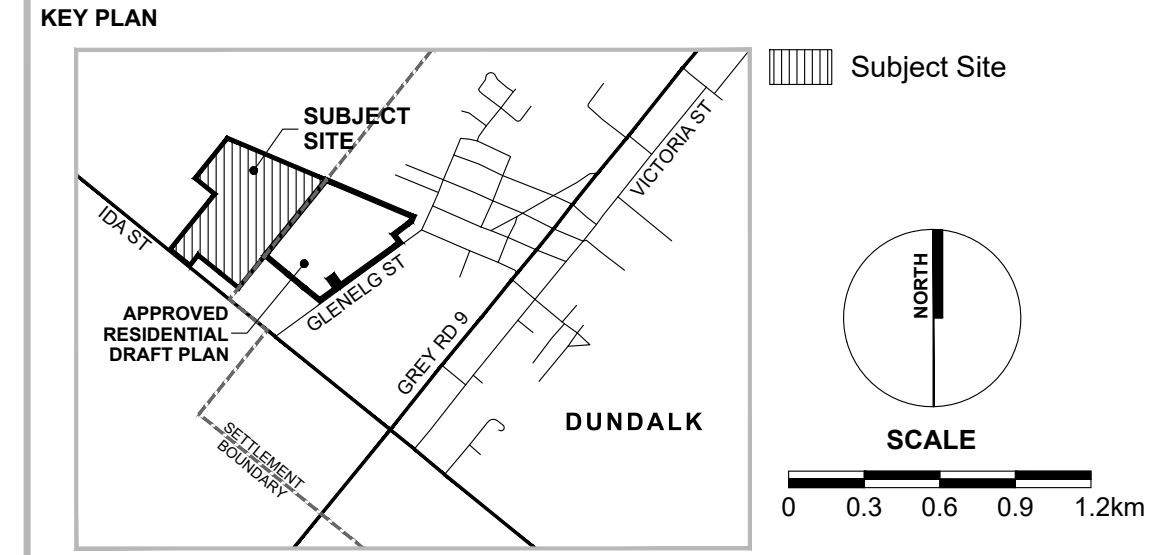 KEY PLAN
Subject Site
SUBJECT
SITE
VICTORIA ST
IDA ST
NORTH
GLENELG ST
APPROVED
RESIDENTIAL
DRAFT PLAN
GREY RD 9
DUNDALK
SETTLEMENT
BOUNDARY
SCALE
0 0.3 0.6 0.9 1.2km